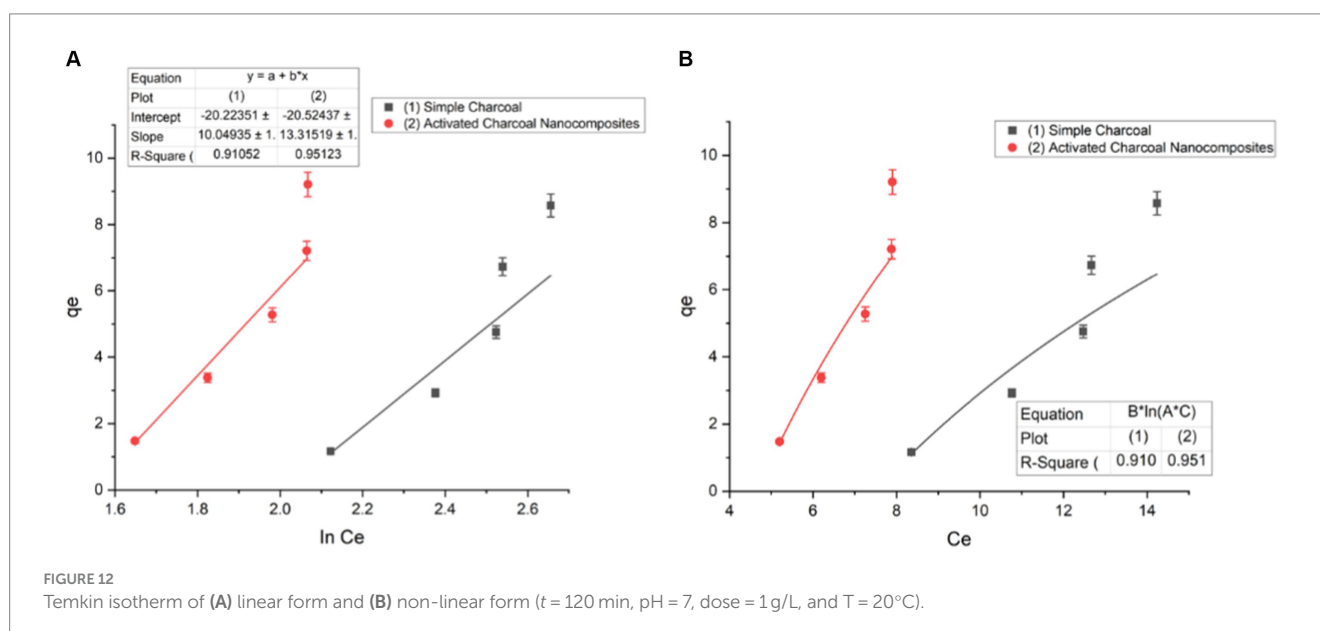 A
Equation y = a + b*x
Plot (1) (2)
Intercept -20.22351 ± -20.52437 ±
Slope 10.04935 ± 1. 13.31519 ± 1.
R-Square ( 0.91052 0.95123
(1) Simple Charcoal
(2) Activated Charcoal Nanocomposites
10
8
6
4
2
0
qe
1.6 1.8 2.0 2.2 2.4 2.6
ln Ce
B
(1) Simple Charcoal
(2) Activated Charcoal Nanocomposites
10
8
6
4
2
0
qe
Equation B*ln(A*C)
Plot (1) (2)
R-Square ( 0.910 0.951
4 6 8 10 12 14
Ce
FIGURE 12
Temkin isotherm of (A) linear form and (B) non-linear form (t = 120 min, pH = 7, dose = 1 g/L, and T = 20°C).